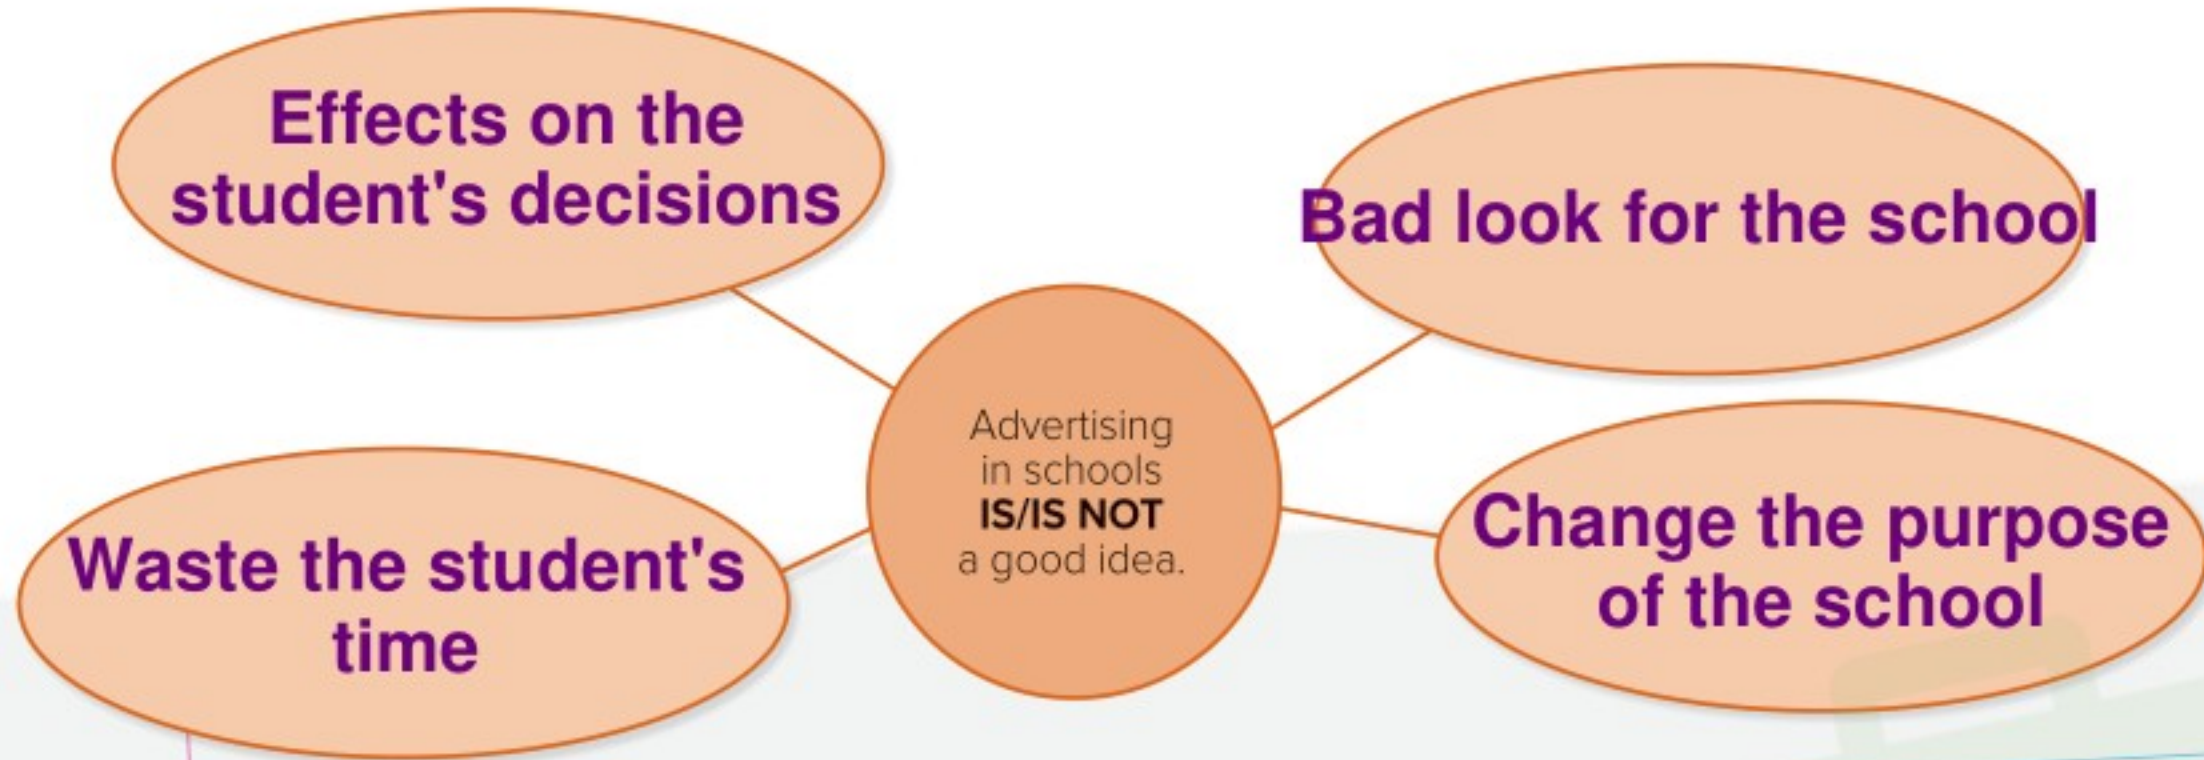 Effects on the
student's decisions
Bad look for the school
Advertising
in schools
IS/IS NOT
a good idea.
Waste the student's
time
Change the purpose
of the school